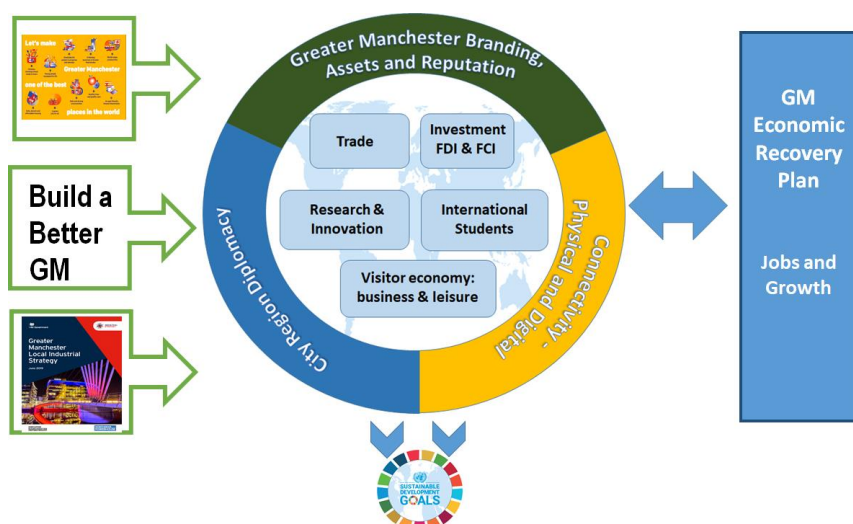 Let's make
Greater Manchester
one of the best
places in the world
Build a
Better
GM
Greater
Manchester
Local Industrial
Strategy
Greater Manchester Branding,
Assets and Reputation
Trade
Investment
FDI & FCI
Research &
Innovation
International
Students
Visitor economy:
business & leisure
City Region Diplomacy
Connectivity -
Physical and Digital
GM
Economic
Recovery
Plan
Jobs and
Growth
SUSTAINABLE
DEVELOPMENT
GOALS